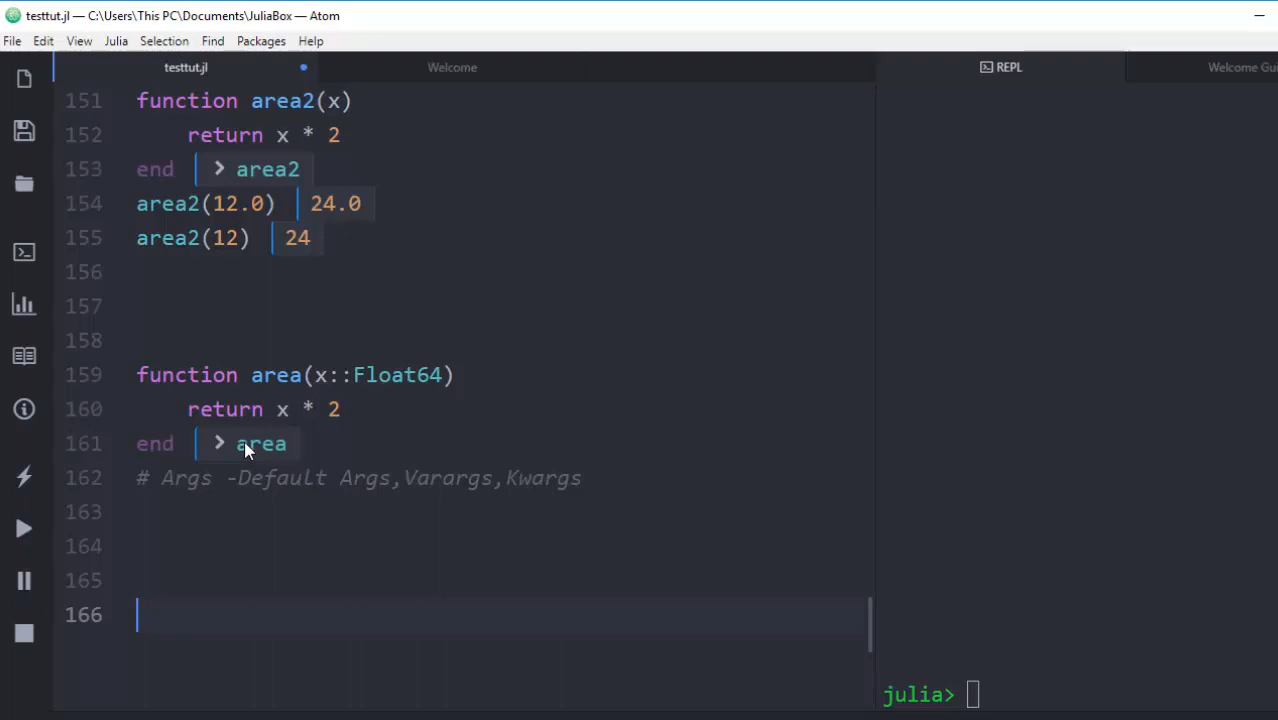 testtut.jl — C:\Users\This PC\Documents\JuliaBox — Atom
File Edit View Julia Selection Find Packages Help
testtut.jl Welcome REPL Welcome Gui
151 function area2(x)
152 return x * 2
153 end > area2
154 area2(12.0) 24.0
155 area2(12) 24
156
157
158
159 function area(x::Float64)
160 return x * 2
161 end > area
162 # Args -Default Args,Varargs,Kwargs
163
164
165
166
julia>